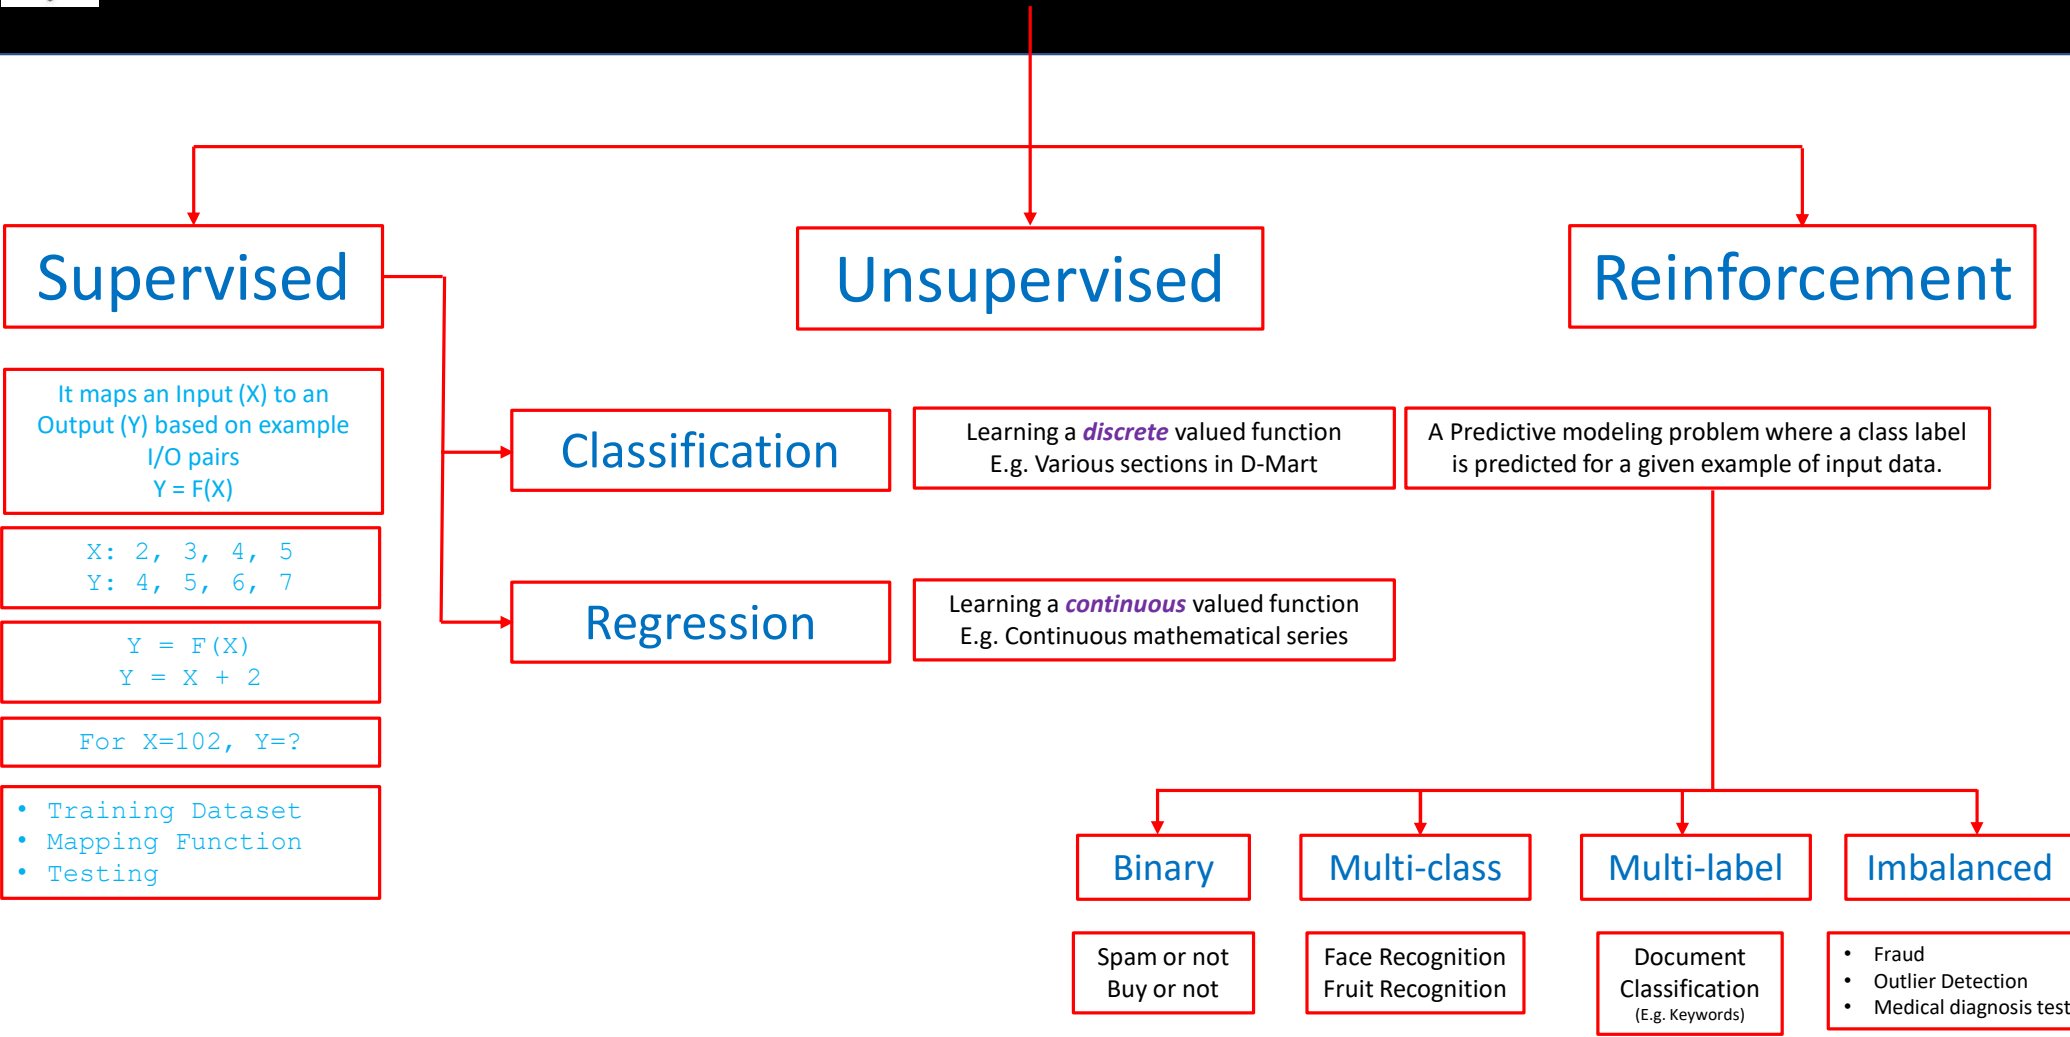 Supervised
Unsupervised
Reinforcement
It maps an Input (X) to an
Output (Y) based on example
I/O pairs
Y = F(X)
X: 2, 3, 4, 5
Y: 4, 5, 6, 7
Y = F(X)
Y = X + 2
For X=102, Y=?
• Training Dataset
• Mapping Function
• Testing
Classification
Learning a discrete valued function
E.g. Various sections in D-Mart
A Predictive modeling problem where a class label
is predicted for a given example of input data.
Regression
Learning a continuous valued function
E.g. Continuous mathematical series
Binary
Multi-class
Multi-label
Imbalanced
Spam or not
Buy or not
Face Recognition
Fruit Recognition
Document
Classification
(E.g. Keywords)
• Fraud
• Outlier Detection
• Medical diagnosis test